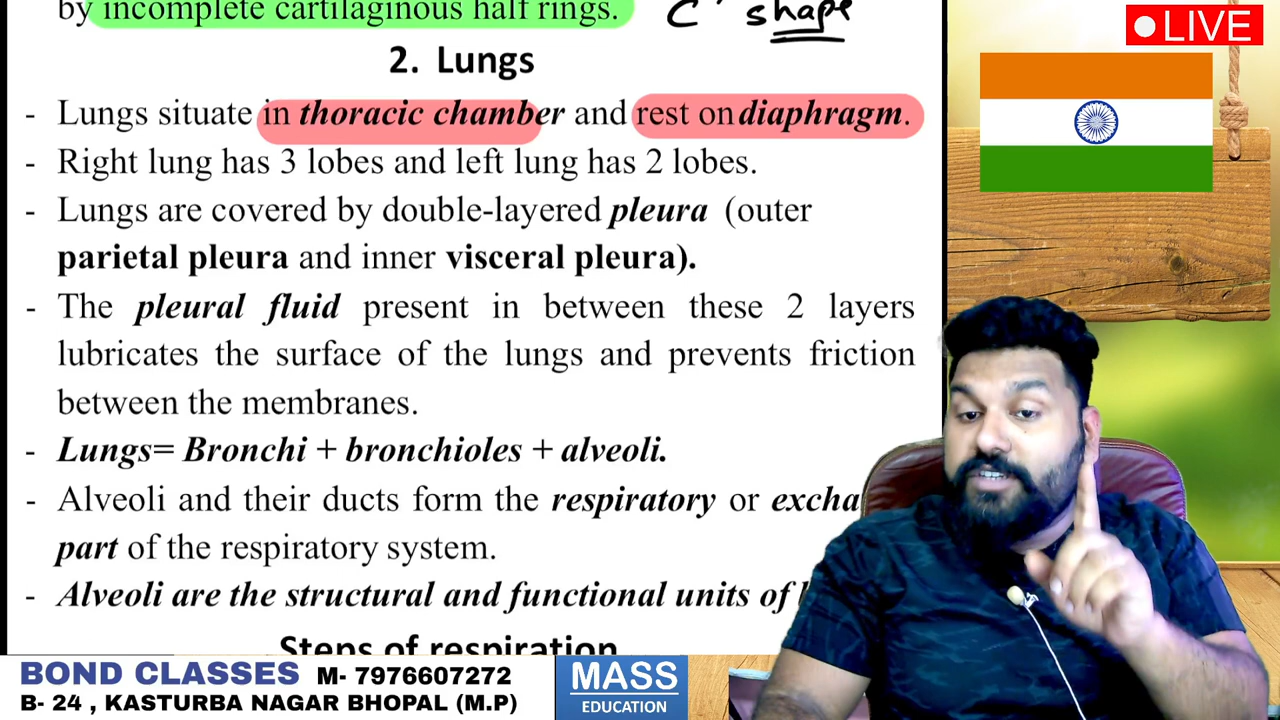 by incomplete cartilaginous half rings. C' shape
LIVE
2. Lungs
- Lungs situate in thoracic chamber and rest on diaphragm.
- Right lung has 3 lobes and left lung has 2 lobes.
- Lungs are covered by double-layered pleura (outer
parietal pleura and inner visceral pleura).
- The pleural fluid present in between these 2 layers
lubricates the surface of the lungs and prevents friction
between the membranes.
- Lungs= Bronchi + bronchioles + alveoli.
- Alveoli and their ducts form the respiratory or excha
part of the respiratory system.
- Alveoli are the structural and functional units of
Steps of respiration
BOND CLASSES M- 7976607272
B- 24 , KASTURBA NAGAR BHOPAL (M.P)
MASS
EDUCATION